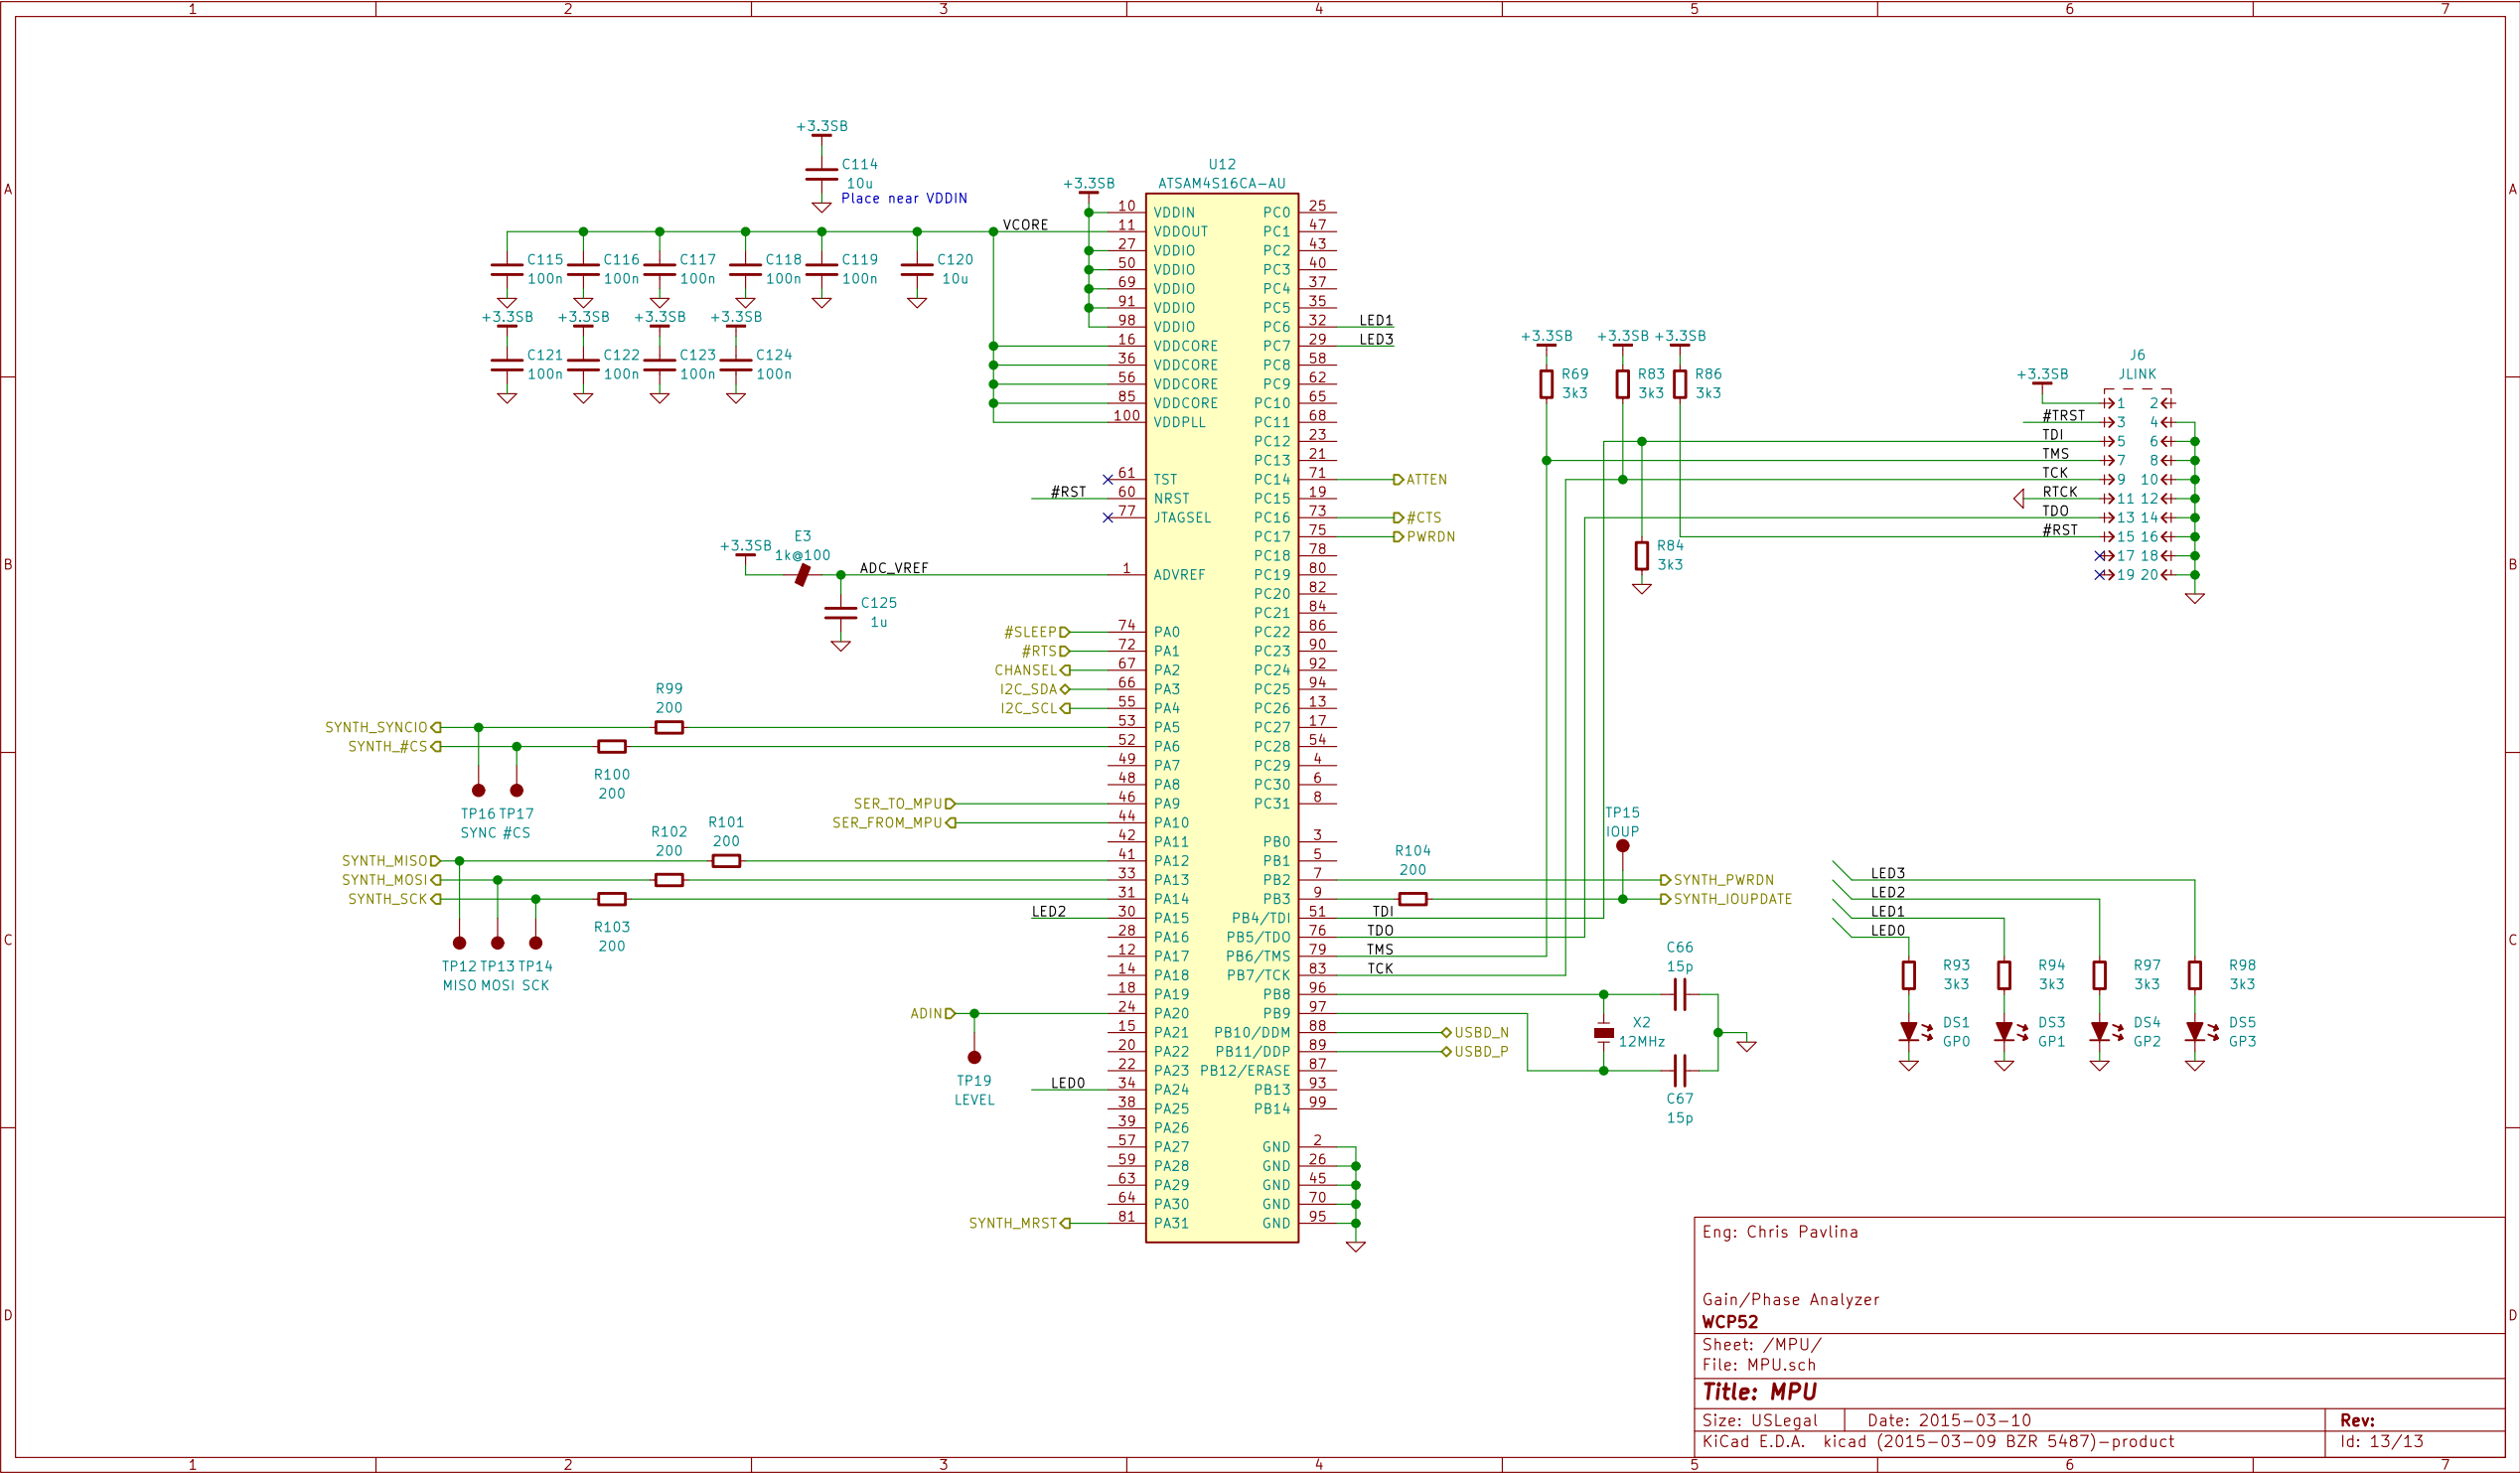 1 2 3 4 5 6 7
A
B
C
D
A
B
C
D
+3.3SB
C114
10u
Place near VDDIN
+3.3SB
VCORE
C115
100n
C116
100n
C117
100n
C118
100n
C119
100n
C120
10u
+3.3SB +3.3SB +3.3SB +3.3SB
C121
100n
C122
100n
C123
100n
C124
100n
#RST
+3.3SB
E3
1k@100
ADC_VREF
C125
1u
#SLEEP
#RTS
CHANSEL
I2C_SDA
I2C_SCL
SYNTH_SYNCIO
SYNTH_#CS
R99
200
R100
200
TP16
SYNC
TP17
#CS
SER_TO_MPU
SER_FROM_MPU
SYNTH_MISO
SYNTH_MOSI
SYNTH_SCK
R102
200
R101
200
R103
200
LED2
TP12
MISO
TP13
MOSI
TP14
SCK
ADIN
TP19
LEVEL
LED0
SYNTH_MRST
U12
ATSAM4S16CA-AU
10 VDDIN
11 VDDOUT
27 VDDIO
50 VDDIO
69 VDDIO
91 VDDIO
98 VDDIO
16 VDDCORE
36 VDDCORE
56 VDDCORE
85 VDDCORE
100 VDDPLL
61 TST
60 NRST
77 JTAGSEL
1 ADVREF
74 PA0
72 PA1
67 PA2
66 PA3
55 PA4
53 PA5
52 PA6
49 PA7
48 PA8
46 PA9
44 PA10
42 PA11
41 PA12
33 PA13
31 PA14
30 PA15
28 PA16
12 PA17
14 PA18
18 PA19
24 PA20
15 PA21
20 PA22
22 PA23
34 PA24
38 PA25
39 PA26
57 PA27
59 PA28
63 PA29
64 PA30
81 PA31
PC0 25
PC1 47
PC2 43
PC3 40
PC4 37
PC5 35
PC6 32
PC7 29
PC8 58
PC9 62
PC10 65
PC11 68
PC12 23
PC13 21
PC14 71
PC15 19
PC16 73
PC17 75
PC18 78
PC19 80
PC20 82
PC21 84
PC22 86
PC23 90
PC24 92
PC25 94
PC26 13
PC27 17
PC28 54
PC29 4
PC30 6
PC31 8
PB0 3
PB1 5
PB2 7
PB3 9
PB4/TDI 51
PB5/TDO 76
PB6/TMS 79
PB7/TCK 83
PB8 96
PB9 97
PB10/DDM 88
PB11/DDP 89
PB12/ERASE 87
PB13 93
PB14 99
GND 2
GND 26
GND 45
GND 70
GND 95
LED1
LED3
ATTEN
#CTS
PWRDN
+3.3SB +3.3SB +3.3SB
R69
3k3
R83
3k3
R86
3k3
R84
3k3
J6
JLINK
+3.3SB
1 2
#TRST 3 4
TDI 5 6
TMS 7 8
TCK 9 10
RTCK 11 12
TDO 13 14
#RST 15 16
17 18
19 20
TP15
IOUP
R104
200
SYNTH_PWRDN
SYNTH_IOUPDATE
TDI
TDO
TMS
TCK
C66
15p
X2
12MHz
C67
15p
USBD_N
USBD_P
LED3
LED2
LED1
LED0
R93
3k3
R94
3k3
R97
3k3
R98
3k3
DS1
GP0
DS3
GP1
DS4
GP2
DS5
GP3
Eng: Chris Pavlina
Gain/Phase Analyzer
WCP52
Sheet: /MPU/
File: MPU.sch
Title: MPU
Size: USLegal Date: 2015-03-10 Rev:
KiCad E.D.A. kicad (2015-03-09 BZR 5487)-product Id: 13/13
1 2 3 4 5 6 7